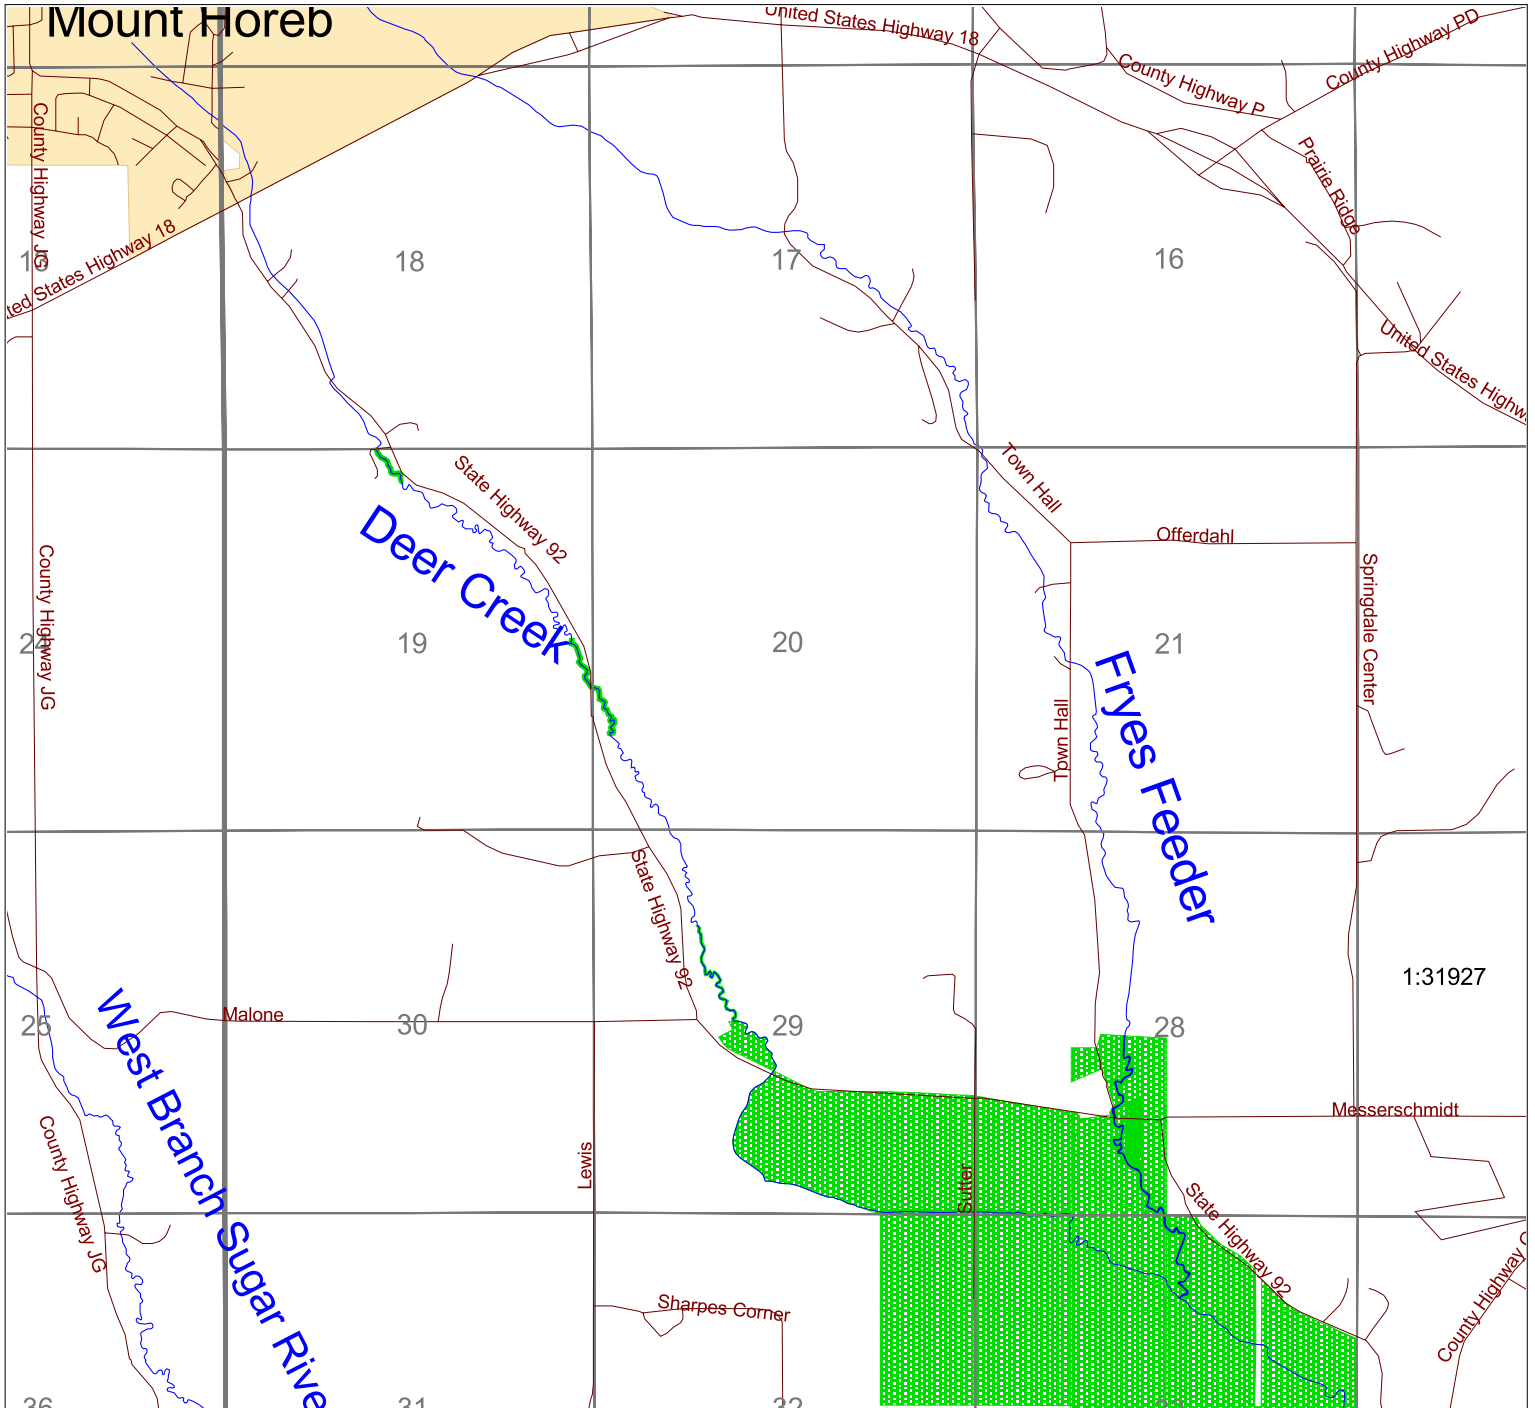 Mount Horeb
United States Highway 18
County Highway PD
County Highway P
County Highway JG
Prairie Ridge
ted States Highway 18
18
17
16
United States Highw
State Highway 92
Town Hall
Offerdahl
County Highway JG
Springdale Center
Deer Creek
24
19
20
21
Fryes Feeder
Town Hall
State Highway 92
1:31927
West Branch Sugar Rive
Malone
25
30
29
28
Messerschmidt
County Highway JG
Lewis
Sutter
State Highway 92
County Highway
Sharpes Corner
36
31
32